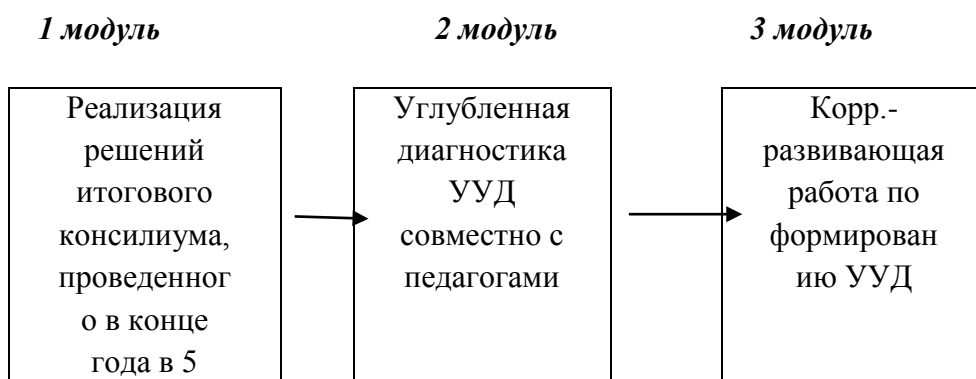 1 модуль
2 модуль
3 модуль
Реализация
решений
итогового
консилиума,
проведенног
о в конце
года в 5
Углубленная
диагностика
УУД
совместно с
педагогами
Корр.-
развивающая
работа по
формирован
ию УУД